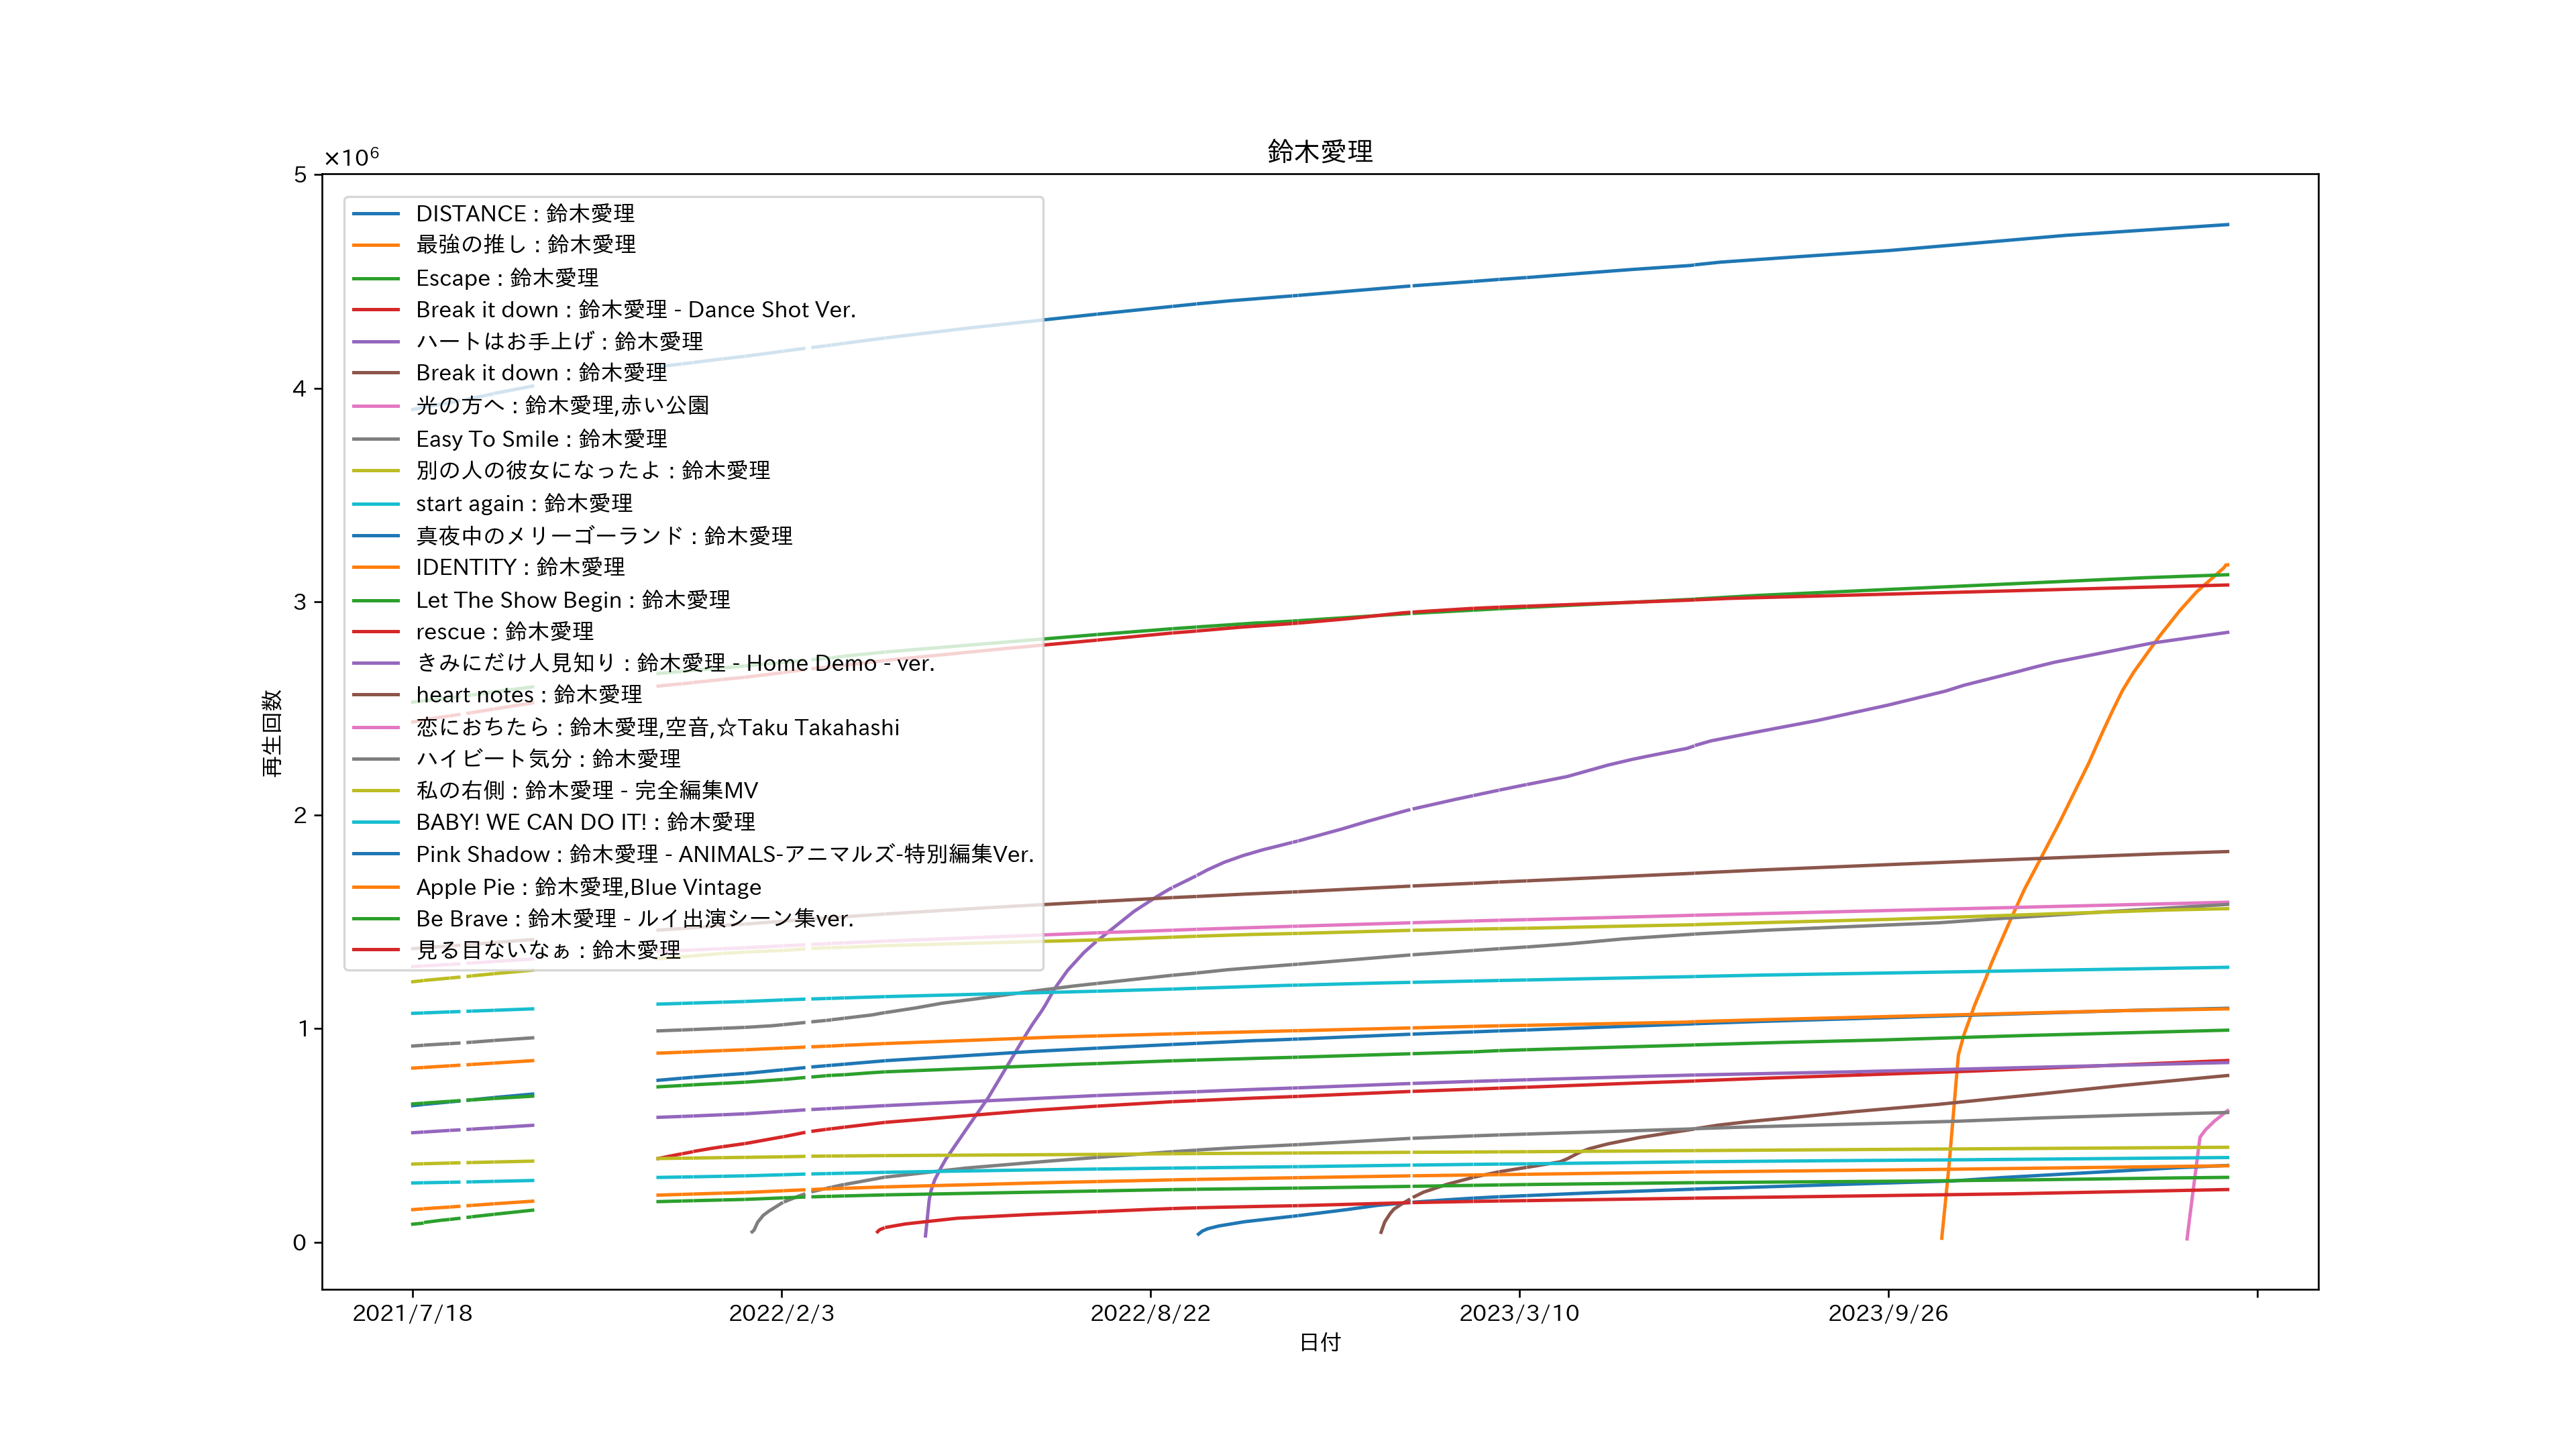 鈴木愛理
×10⁶
5
4
3
2
1
0
再生回数
DISTANCE : 鈴木愛理
最強の推し : 鈴木愛理
Escape : 鈴木愛理
Break it down : 鈴木愛理 - Dance Shot Ver.
ハートはお手上げ : 鈴木愛理
Break it down : 鈴木愛理
光の方へ : 鈴木愛理,赤い公園
Easy To Smile : 鈴木愛理
別の人の彼女になったよ : 鈴木愛理
start again : 鈴木愛理
真夜中のメリーゴーランド : 鈴木愛理
IDENTITY : 鈴木愛理
Let The Show Begin : 鈴木愛理
rescue : 鈴木愛理
きみにだけ人見知り : 鈴木愛理 - Home Demo - ver.
heart notes : 鈴木愛理
恋におちたら : 鈴木愛理,空音,☆Taku Takahashi
ハイビート気分 : 鈴木愛理
私の右側 : 鈴木愛理 - 完全編集MV
BABY! WE CAN DO IT! : 鈴木愛理
Pink Shadow : 鈴木愛理 - ANIMALS-アニマルズ-特別編集Ver.
Apple Pie : 鈴木愛理,Blue Vintage
Be Brave : 鈴木愛理 - ルイ出演シーン集ver.
見る目ないなぁ : 鈴木愛理
2021/7/18 2022/2/3 2022/8/22 2023/3/10 2023/9/26
日付